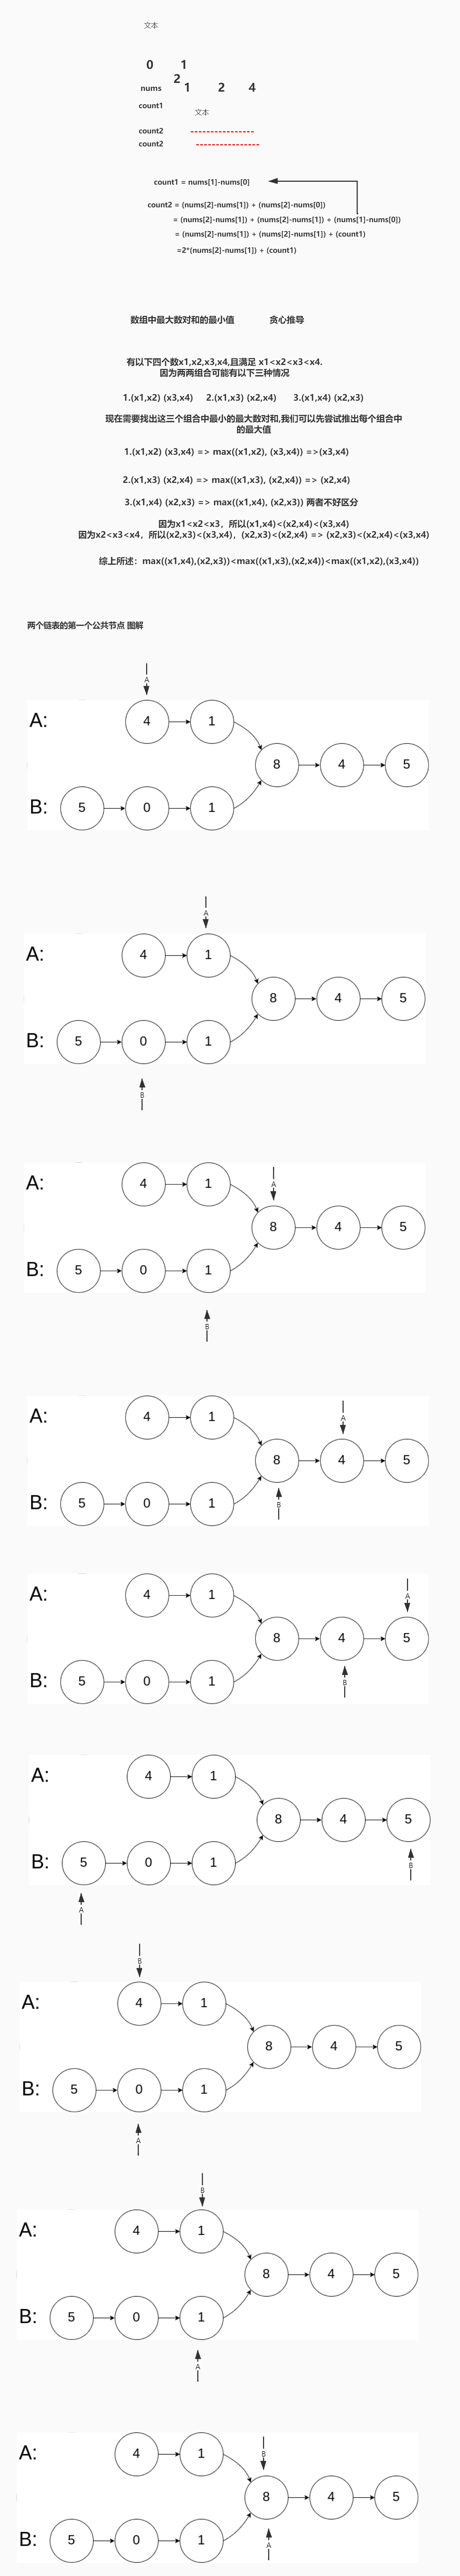 文本
0 1
2
nums 1 2 4
count1
文本
count2
count2
count1 = nums[1]-nums[0]
count2 = (nums[2]-nums[1]) + (nums[2]-nums[0])
= (nums[2]-nums[1]) + (nums[2]-nums[1]) + (nums[1]-nums[0])
= (nums[2]-nums[1]) + (nums[2]-nums[1]) + (count1)
=2*(nums[2]-nums[1]) + (count1)
数组中最大数对和的最小值 贪心推导
有以下四个数x1,x2,x3,x4,且满足 x1<x2<x3<x4.
因为两两组合可能有以下三种情况
1.(x1,x2) (x3,x4) 2.(x1,x3) (x2,x4) 3.(x1,x4) (x2,x3)
现在需要找出这三个组合中最小的最大数对和,我们可以先尝试推出每个组合中
的最大值
1.(x1,x2) (x3,x4) => max((x1,x2), (x3,x4)) =>(x3,x4)
2.(x1,x3) (x2,x4) => max((x1,x3), (x2,x4)) => (x2,x4)
3.(x1,x4) (x2,x3) => max((x1,x4), (x2,x3)) 两者不好区分
因为x1<x2<x3，所以(x1,x4)<(x2,x4)<(x3,x4)
因为x2<x3<x4，所以(x2,x3)<(x3,x4)，(x2,x3)<(x2,x4) => (x2,x3)<(x2,x4)<(x3,x4)
综上所述：max((x1,x4),(x2,x3))<max((x1,x3),(x2,x4))<max((x1,x2),(x3,x4))
两个链表的第一个公共节点 图解
A
A: 4 1
8 4 5
B: 5 0 1
A
A: 4 1
8 4 5
B: 5 0 1
B
A
A: 4 1
8 4 5
B: 5 0 1
B
A
A: 4 1
8 4 5
B
B: 5 0 1
A
A: 4 1
8 4 5
B
B: 5 0 1
A: 4 1
8 4 5
B
B: 5 0 1
A
B
A: 4 1
8 4 5
B: 5 0 1
A
B
A: 4 1
8 4 5
B: 5 0 1
A
B
A: 4 1
8 4 5
B: 5 0 1
A